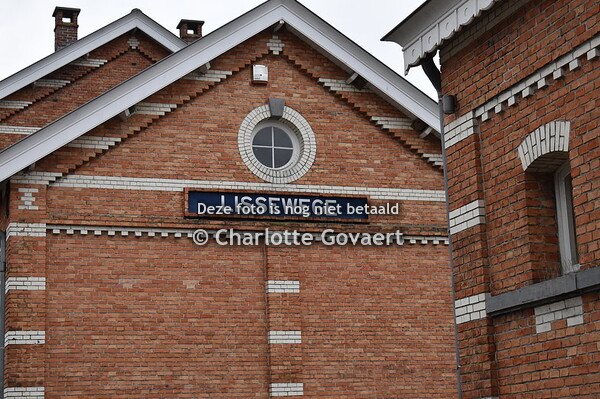 LISSEWEGE
Deze foto is nog niet betaald
© Charlotte Govaert